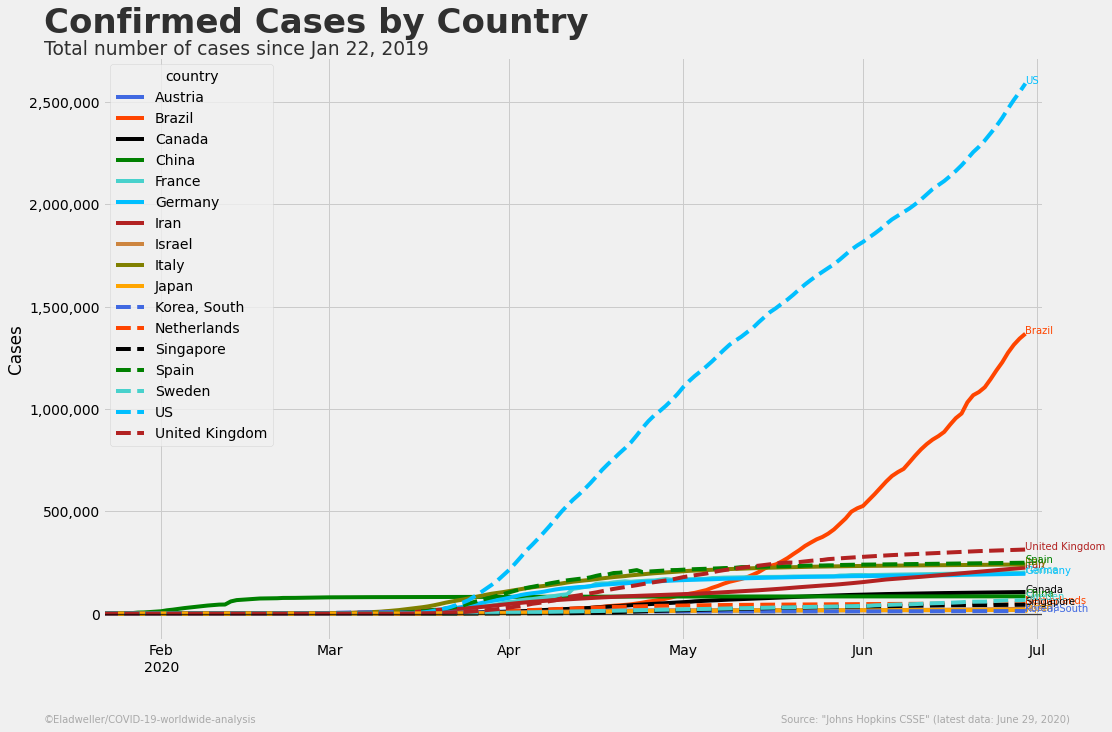 Confirmed Cases by Country
Total number of cases since Jan 22, 2019
country
Austria
Brazil
Canada
China
France
Germany
Iran
Israel
Italy
Japan
Korea, South
Netherlands
Singapore
Spain
Sweden
US
United Kingdom
Cases
2,500,000
2,000,000
1,500,000
1,000,000
500,000
0
US
Brazil
United Kingdom
Spain
Iran
Germany
Canada
Singapore
Korea, South
Feb
2020
Mar
Apr
May
Jun
Jul
©Eladweller/COVID-19-worldwide-analysis
Source: "Johns Hopkins CSSE" (latest data: June 29, 2020)